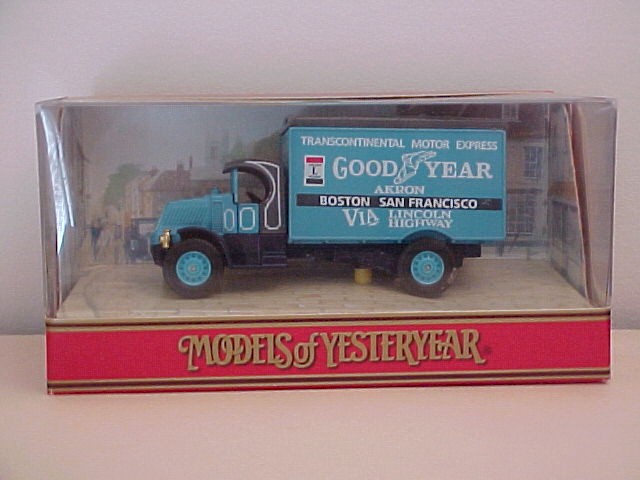 TRANSCONTINENTAL MOTOR EXPRESS
L
GOOD YEAR
AKRON
BOSTON SAN FRANCISCO
VIA LINCOLN
HIGHWAY
MODELS of YESTERYEAR